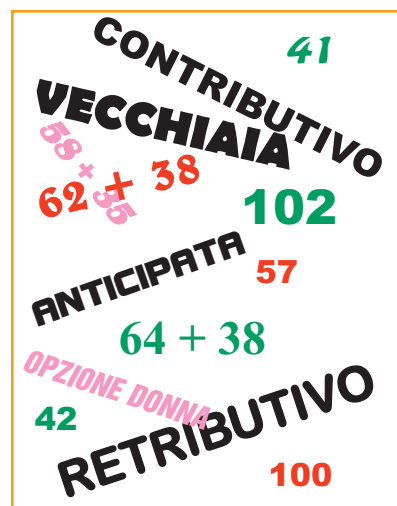 CONTRIBUTIVO
41
VECCHIAIA
58 + 35
62 + 38
102
ANTICIPATA
57
64 + 38
OPZIONE DONNA
42
RETRIBUTIVO
100